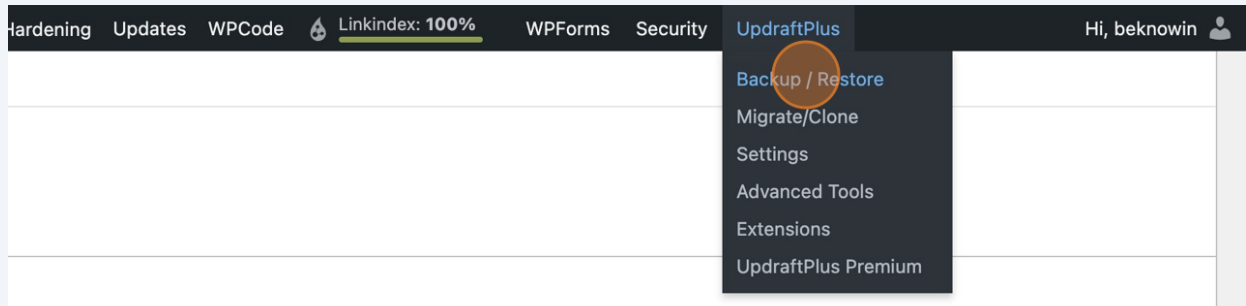 Hardening Updates WPCode Linkindex: 100% WPForms Security UpdraftPlus Hi, beknowin
Backup / Restore
Migrate/Clone
Settings
Advanced Tools
Extensions
UpdraftPlus Premium